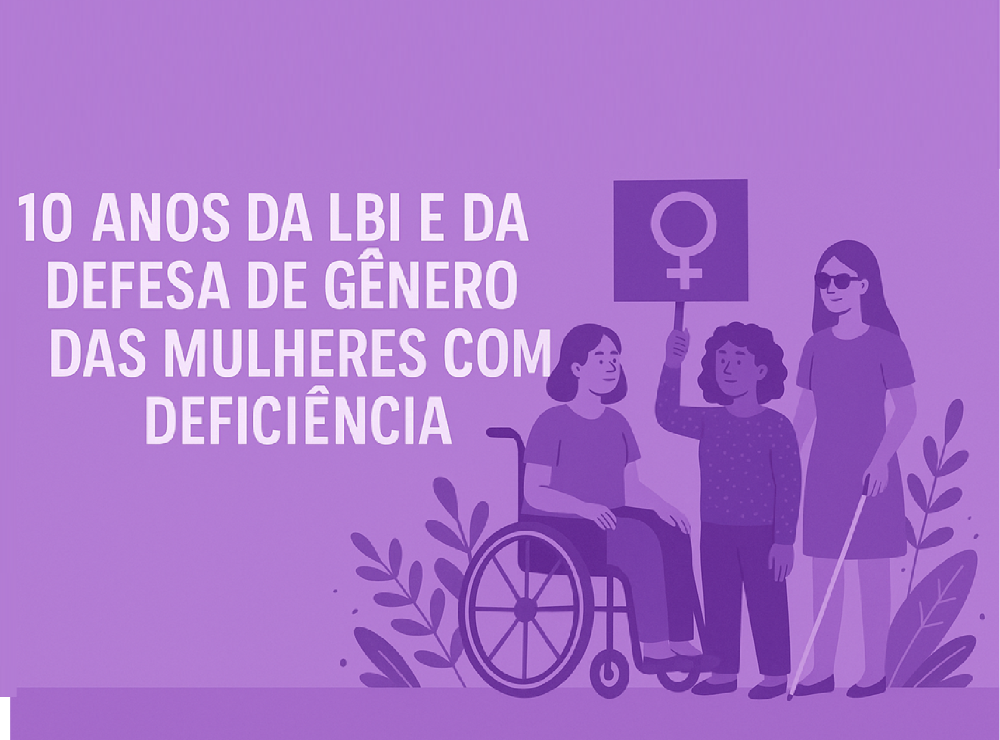 10 ANOS DA LBI E DA
DEFESA DE GÊNERO
DAS MULHERES COM
DEFICIÊNCIA